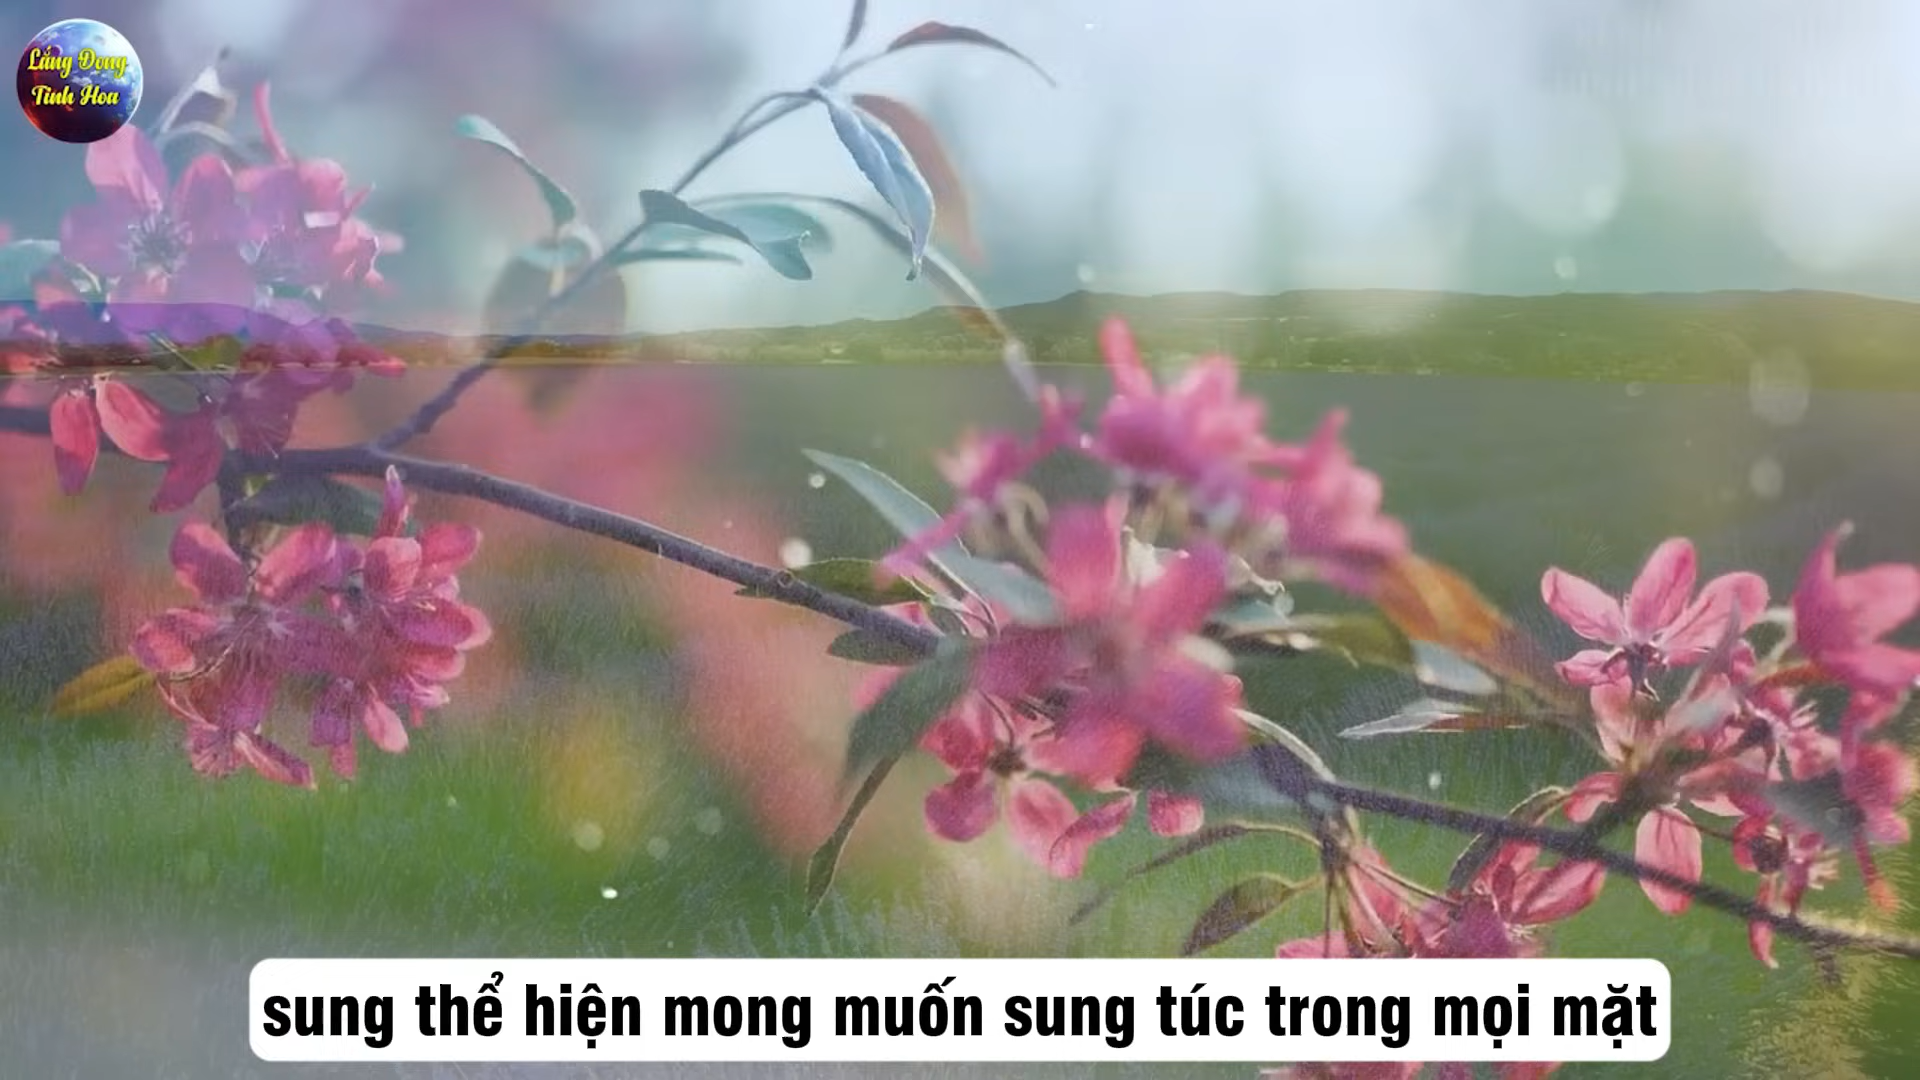 Lắng Đọng
Tinh Hoa
sung thể hiện mong muốn sung túc trong mọi mặt